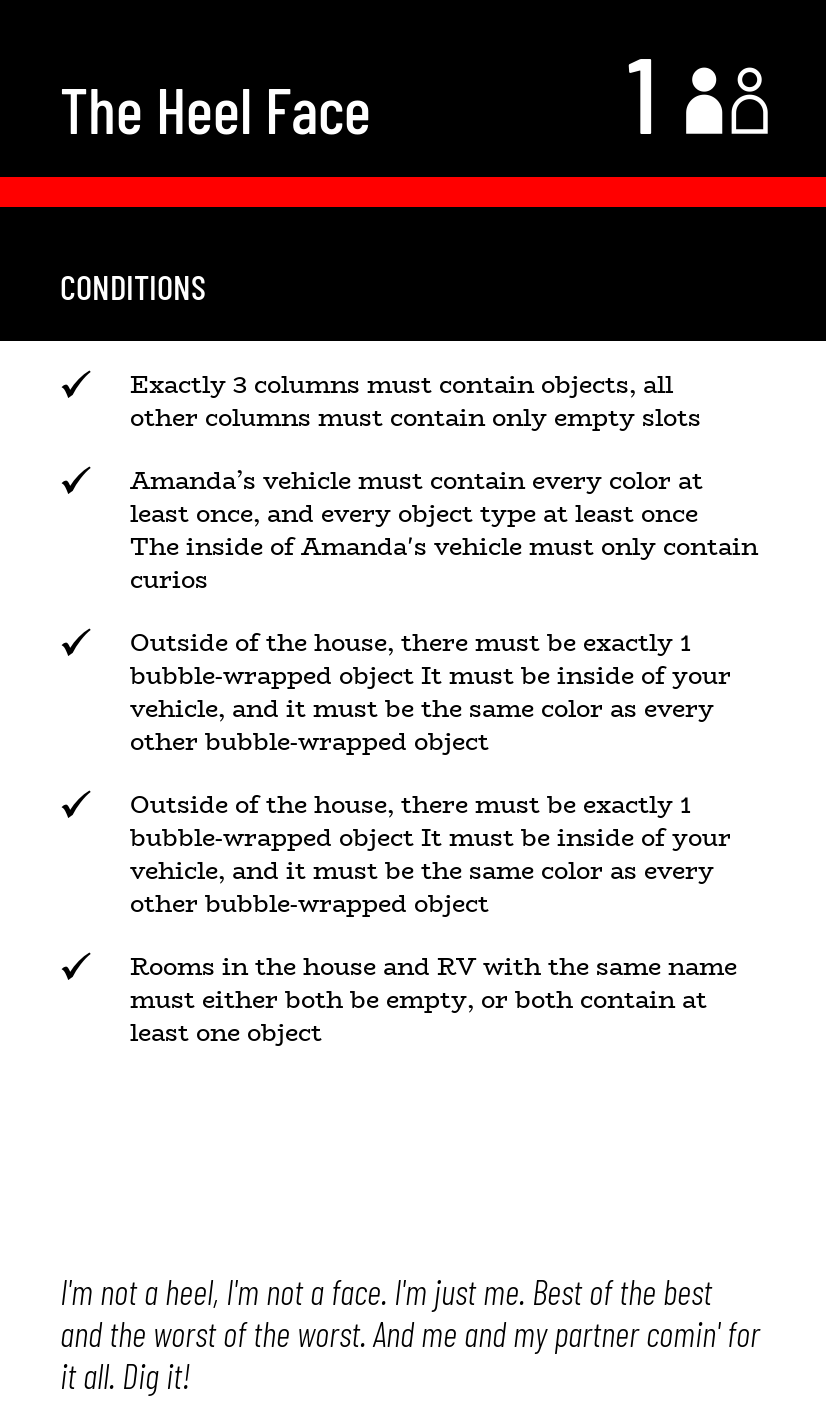 The Heel Face
1
CONDITIONS
Exactly 3 columns must contain objects, all
other columns must contain only empty slots
Amanda’s vehicle must contain every color at
least once, and every object type at least once
The inside of Amanda's vehicle must only contain
curios
Outside of the house, there must be exactly 1
bubble-wrapped object It must be inside of your
vehicle, and it must be the same color as every
other bubble-wrapped object
Outside of the house, there must be exactly 1
bubble-wrapped object It must be inside of your
vehicle, and it must be the same color as every
other bubble-wrapped object
Rooms in the house and RV with the same name
must either both be empty, or both contain at
least one object
I'm not a heel, I'm not a face. I'm just me. Best of the best
and the worst of the worst. And me and my partner comin' for
it all. Dig it!